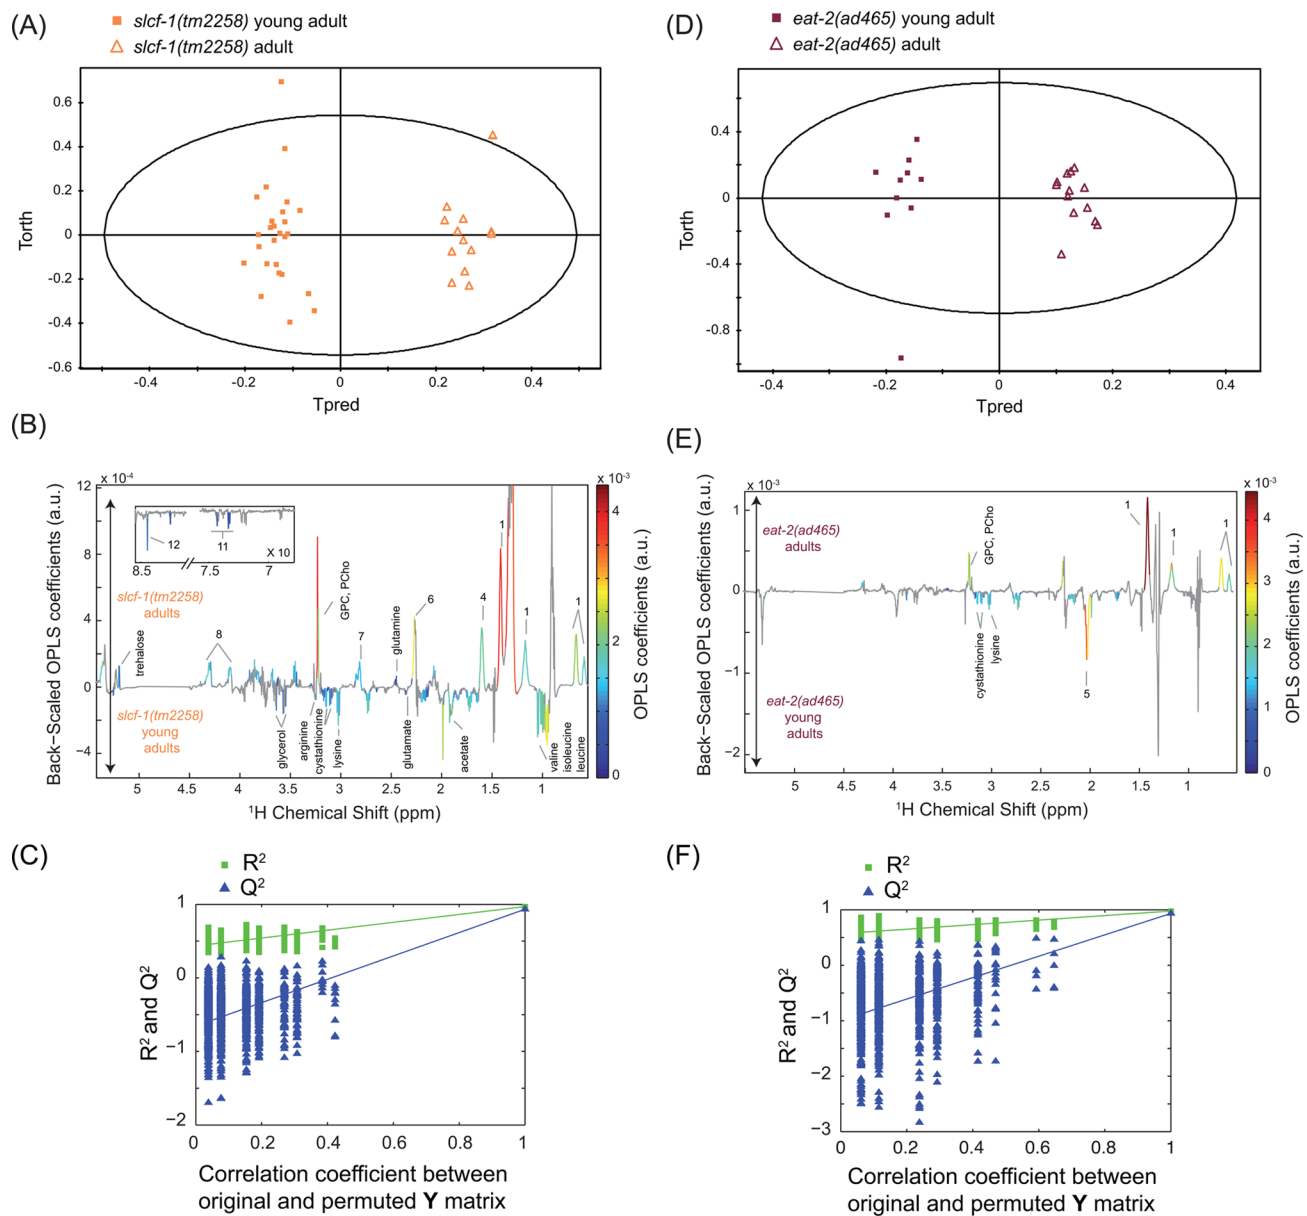 (A)
slcf-1(tm2258) young adult
slcf-1(tm2258) adult
0.6
0.4
0.2
0
-0.2
-0.4
-0.6
Torth
-0.4
-0.2
0
0.2
0.4
Tpred
(D)
eat-2(ad465) young adult
eat-2(ad465) adult
0.4
0
-0.4
-0.8
Torth
-0.4
-0.2
0
0.2
0.4
Tpred
(B)
x 10⁻⁴
12
8
4
0
−4
Back−Scaled OPLS coefficients (a.u.)
12
11
X 10
8.5
7.5
7
slcf-1(tm2258)
adults
slcf-1(tm2258)
young
adults
trehalose
8
glycerol
arginine
cystathionine
lysine
GPC, PCho
7
glutamine
glutamate
6
acetate
4
1
1
1
valine
isoleucine
leucine
5
4.5
4
3.5
3
2.5
2
1.5
1
¹H Chemical Shift (ppm)
x 10⁻³
4
2
0
OPLS coefficients (a.u.)
(E)
x 10⁻³
1
0
−1
−2
Back−Scaled OPLS coefficients (a.u.)
eat-2(ad465)
adults
eat-2(ad465)
young
adults
GPC, PCho
cystathionine
lysine
5
1
1
1
5
4.5
4
3.5
3
2.5
2
1.5
1
¹H Chemical Shift (ppm)
x 10⁻³
4
3
2
1
0
OPLS coefficients (a.u.)
(C)
R²
Q²
1
0
−1
−2
R² and Q²
0
0.2
0.4
0.6
0.8
1
Correlation coefficient between
original and permuted Y matrix
(F)
R²
Q²
1
0
−1
−2
−3
R² and Q²
0
0.2
0.4
0.6
0.8
1
Correlation coefficient between
original and permuted Y matrix